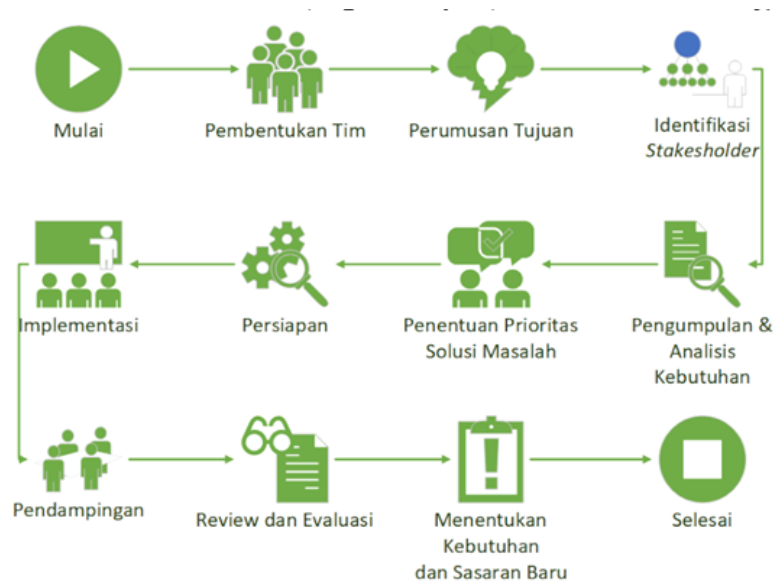 Mulai
Pembentukan Tim
Perumusan Tujuan
Identifikasi
Stakesholder
Implementasi
Persiapan
Penentuan Prioritas
Solusi Masalah
Pengumpulan &
Analisis
Kebutuhan
Pendampingan
Review dan Evaluasi
Menentukan
Kebutuhan
dan Sasaran Baru
Selesai